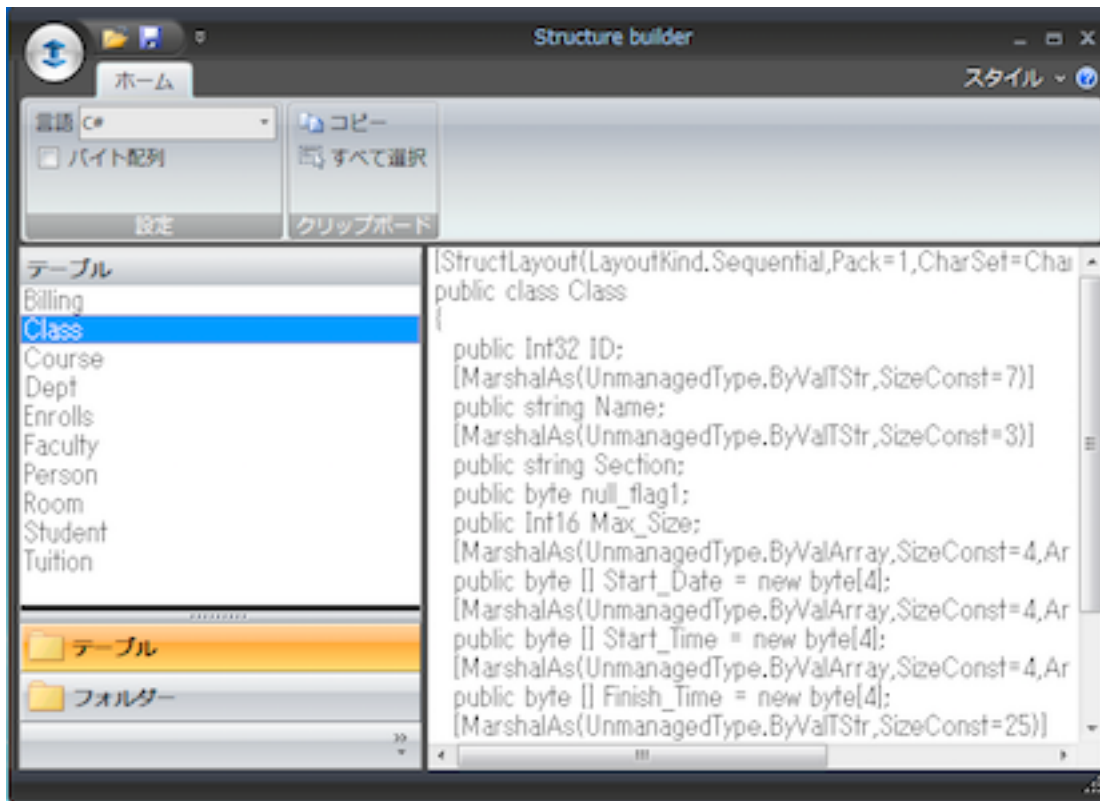 Structure builder
ホーム
スタイル
言語 C#
バイト配列
設定
コピー
すべて選択
クリップボード
テーブル
Billing
Class
Course
Dept
Enrolls
Faculty
Person
Room
Student
Tuition
テーブル
フォルダー
[StructLayout(LayoutKind.Sequential,Pack=1,CharSet=Cha
public class Class
{
public Int32 ID;
[MarshalAs(UnmanagedType.ByValTStr,SizeConst=7)]
public string Name;
[MarshalAs(UnmanagedType.ByValTStr,SizeConst=3)]
public string Section;
public byte null_flag1;
public Int16 Max_Size;
[MarshalAs(UnmanagedType.ByValArray,SizeConst=4,Ar
public byte [] Start_Date = new byte[4];
[MarshalAs(UnmanagedType.ByValArray,SizeConst=4,Ar
public byte [] Start_Time = new byte[4];
[MarshalAs(UnmanagedType.ByValArray,SizeConst=4,Ar
public byte [] Finish_Time = new byte[4];
[MarshalAs(UnmanagedType.ByValTStr,SizeConst=25)]